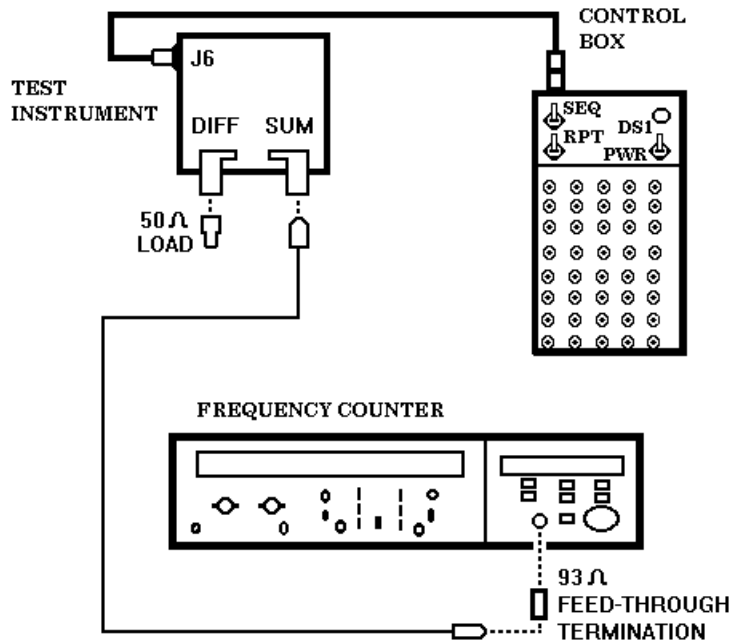 CONTROL
BOX
J6
TEST
INSTRUMENT
DIFF SUM
SEQ
RPT
DS1
PWR
50 Ω
LOAD
FREQUENCY COUNTER
93 Ω
FEED-THROUGH
TERMINATION